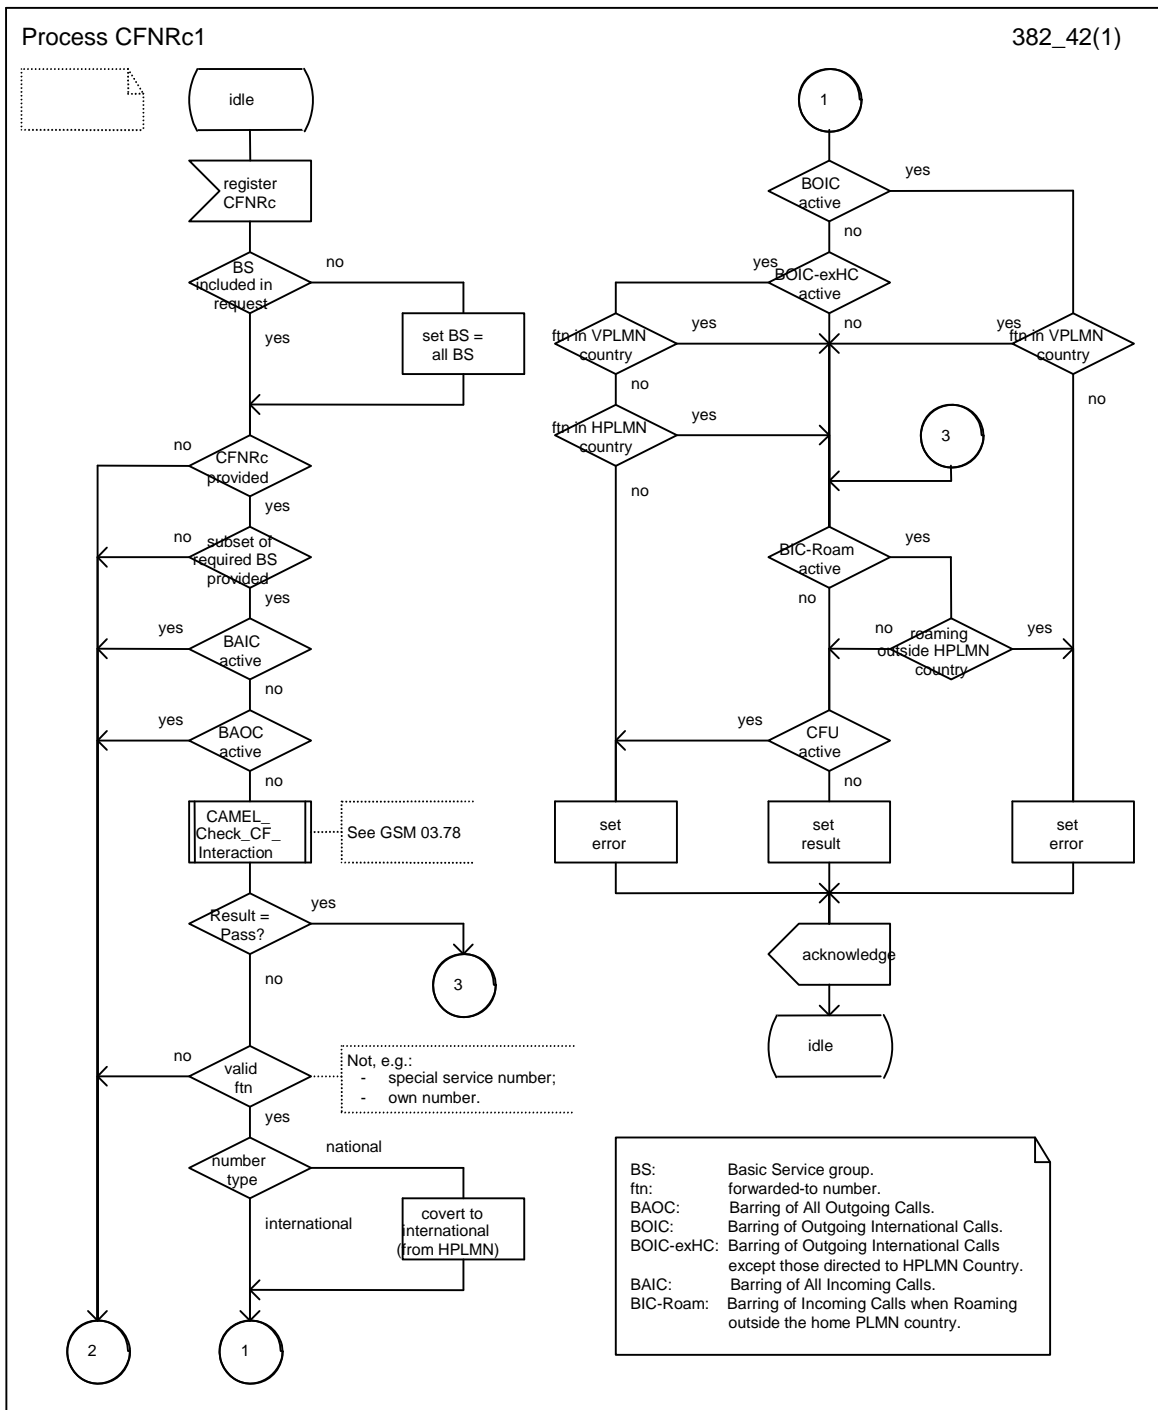 Process CFNRc1
382_42(1)
idle
register
CFNRc
BS
included in
request
no
yes
set BS =
all BS
no
CFNRc
provided
yes
no
subset of
required BS
provided
yes
yes
BAIC
active
no
yes
BAOC
active
no
CAMEL_
Check_CF_
Interaction
See GSM 03.78
Result =
Pass?
yes
no
3
no
valid
ftn
Not, e.g.:
- special service number;
- own number.
yes
number
type
national
international
covert to
international
(from HPLMN)
2
1
1
BOIC
active
yes
no
yes
BOIC-exHC
active
no
ftn in VPLMN
country
yes
no
yes
ftn in VPLMN
country
no
ftn in HPLMN
country
yes
no
3
BIC-Roam
active
yes
no
no
roaming
outside HPLMN
country
yes
yes
CFU
active
no
set
error
set
result
set
error
acknowledge
idle
BS: Basic Service group.
ftn: forwarded-to number.
BAOC: Barring of All Outgoing Calls.
BOIC: Barring of Outgoing International Calls.
BOIC-exHC: Barring of Outgoing International Calls
except those directed to HPLMN Country.
BAIC: Barring of All Incoming Calls.
BIC-Roam: Barring of Incoming Calls when Roaming
outside the home PLMN country.